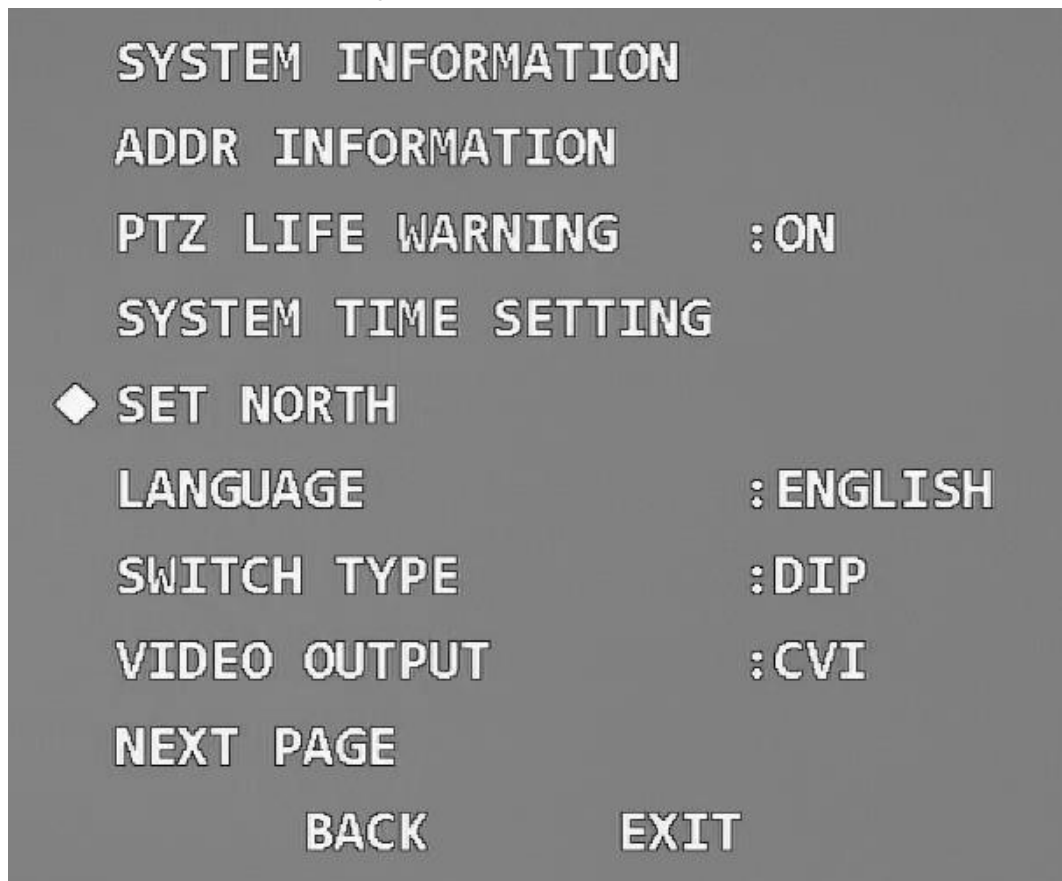 SYSTEM INFORMATION
ADDR INFORMATION
PTZ LIFE WARNING :ON
SYSTEM TIME SETTING
SET NORTH
LANGUAGE :ENGLISH
SWITCH TYPE :DIP
VIDEO OUTPUT :CVI
NEXT PAGE
BACK EXIT